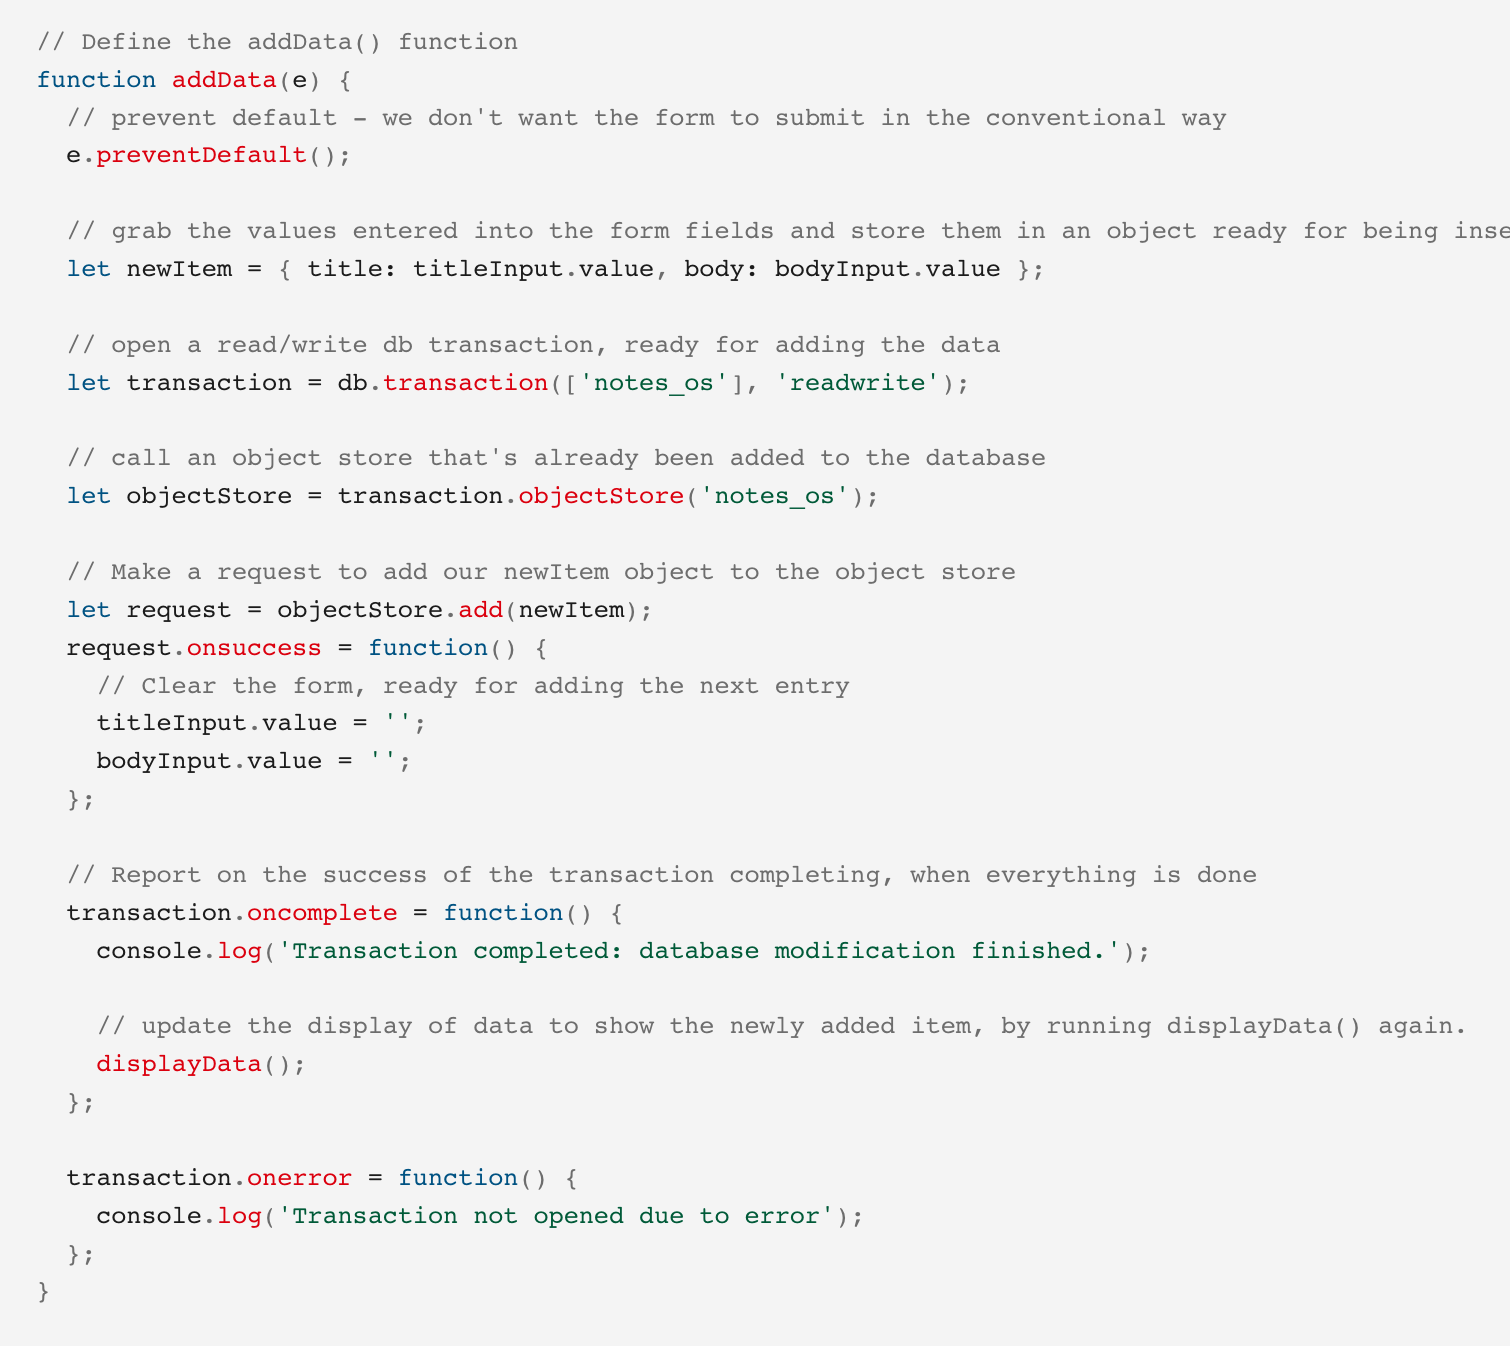 // Define the addData() function
function addData(e) {
  // prevent default - we don't want the form to submit in the conventional way
  e.preventDefault();

  // grab the values entered into the form fields and store them in an object ready for being
  let newItem = { title: titleInput.value, body: bodyInput.value };

  // open a read/write db transaction, ready for adding the data
  let transaction = db.transaction(['notes_os'], 'readwrite');

  // call an object store that's already been added to the database
  let objectStore = transaction.objectStore('notes_os');

  // Make a request to add our newItem object to the object store
  let request = objectStore.add(newItem);
  request.onsuccess = function() {
    // Clear the form, ready for adding the next entry
    titleInput.value = '';
    bodyInput.value = '';
  };

  // Report on the success of the transaction completing, when everything is done
  transaction.oncomplete = function() {
    console.log('Transaction completed: database modification finished.');

    // update the display of data to show the newly added item, by running displayData() again.
    displayData();
  };

  transaction.onerror = function() {
    console.log('Transaction not opened due to error');
  };
}